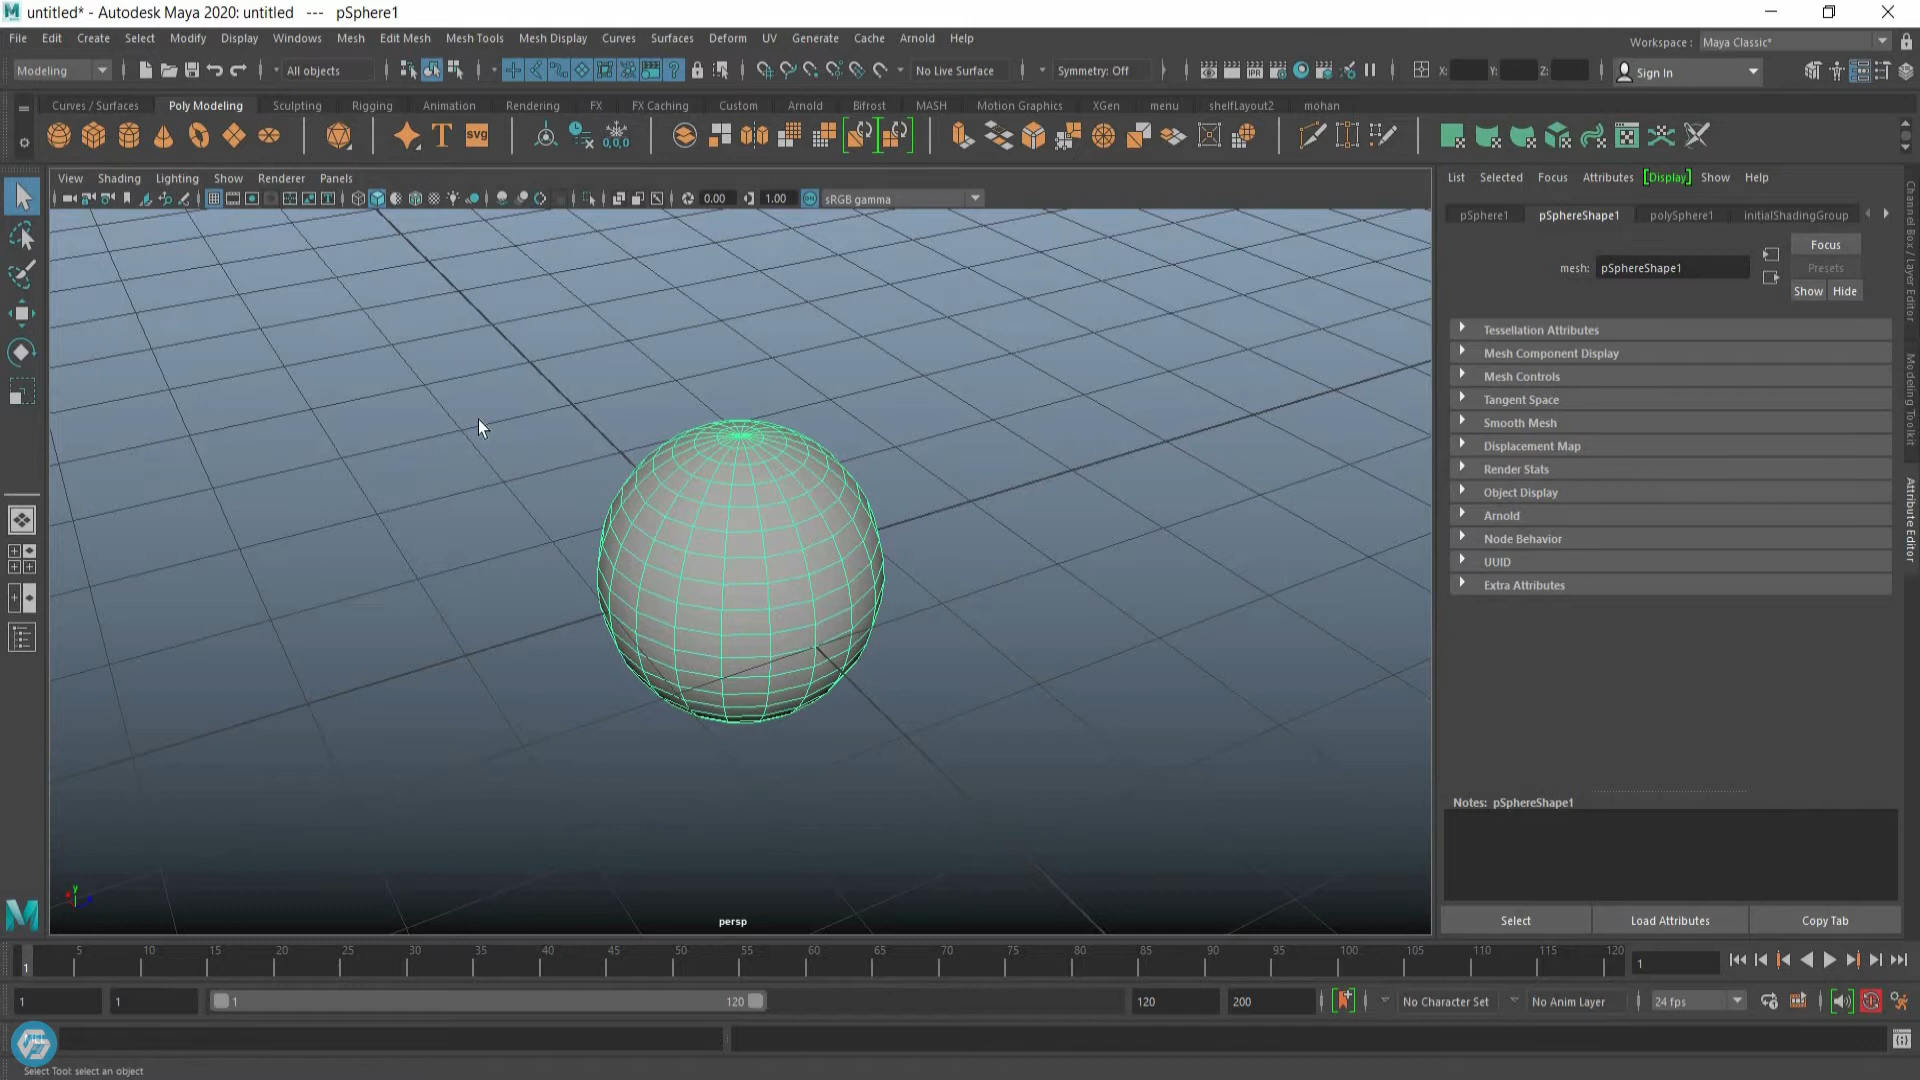 untitled* - Autodesk Maya 2020: untitled --- pSphere1
File Edit Create Select Modify Display Windows Mesh Edit Mesh Mesh Tools Mesh Display Curves Surfaces Deform UV Generate Cache Arnold Help
Workspace : Maya Classic*
Modeling All objects No Live Surface Symmetry: Off X: Y: Z: Sign In
Curves / Surfaces Poly Modeling Sculpting Rigging Animation Rendering FX FX Caching Custom Arnold Bifrost MASH Motion Graphics XGen menu shelfLayout2 mohan
T SVG 0,0,0
View Shading Lighting Show Renderer Panels
0.00 1.00 sRGB gamma
persp
List Selected Focus Attributes [Display] Show Help
pSphere1 pSphereShape1 polySphere1 initialShadingGroup
Focus
mesh: pSphereShape1
Presets
Show Hide
Tessellation Attributes
Mesh Component Display
Mesh Controls
Tangent Space
Smooth Mesh
Displacement Map
Render Stats
Object Display
Arnold
Node Behavior
UUID
Extra Attributes
Notes: pSphereShape1
Select Load Attributes Copy Tab
Channel Box / Layer Editor
Modeling Toolkit
Attribute Editor
5 10 15 20 25 30 35 40 45 50 55 60 65 70 75 80 85 90 95 100 105 110 115 120
1 1
1 1 1 120 120 200 No Character Set No Anim Layer 24 fps
Select Tool: select an object